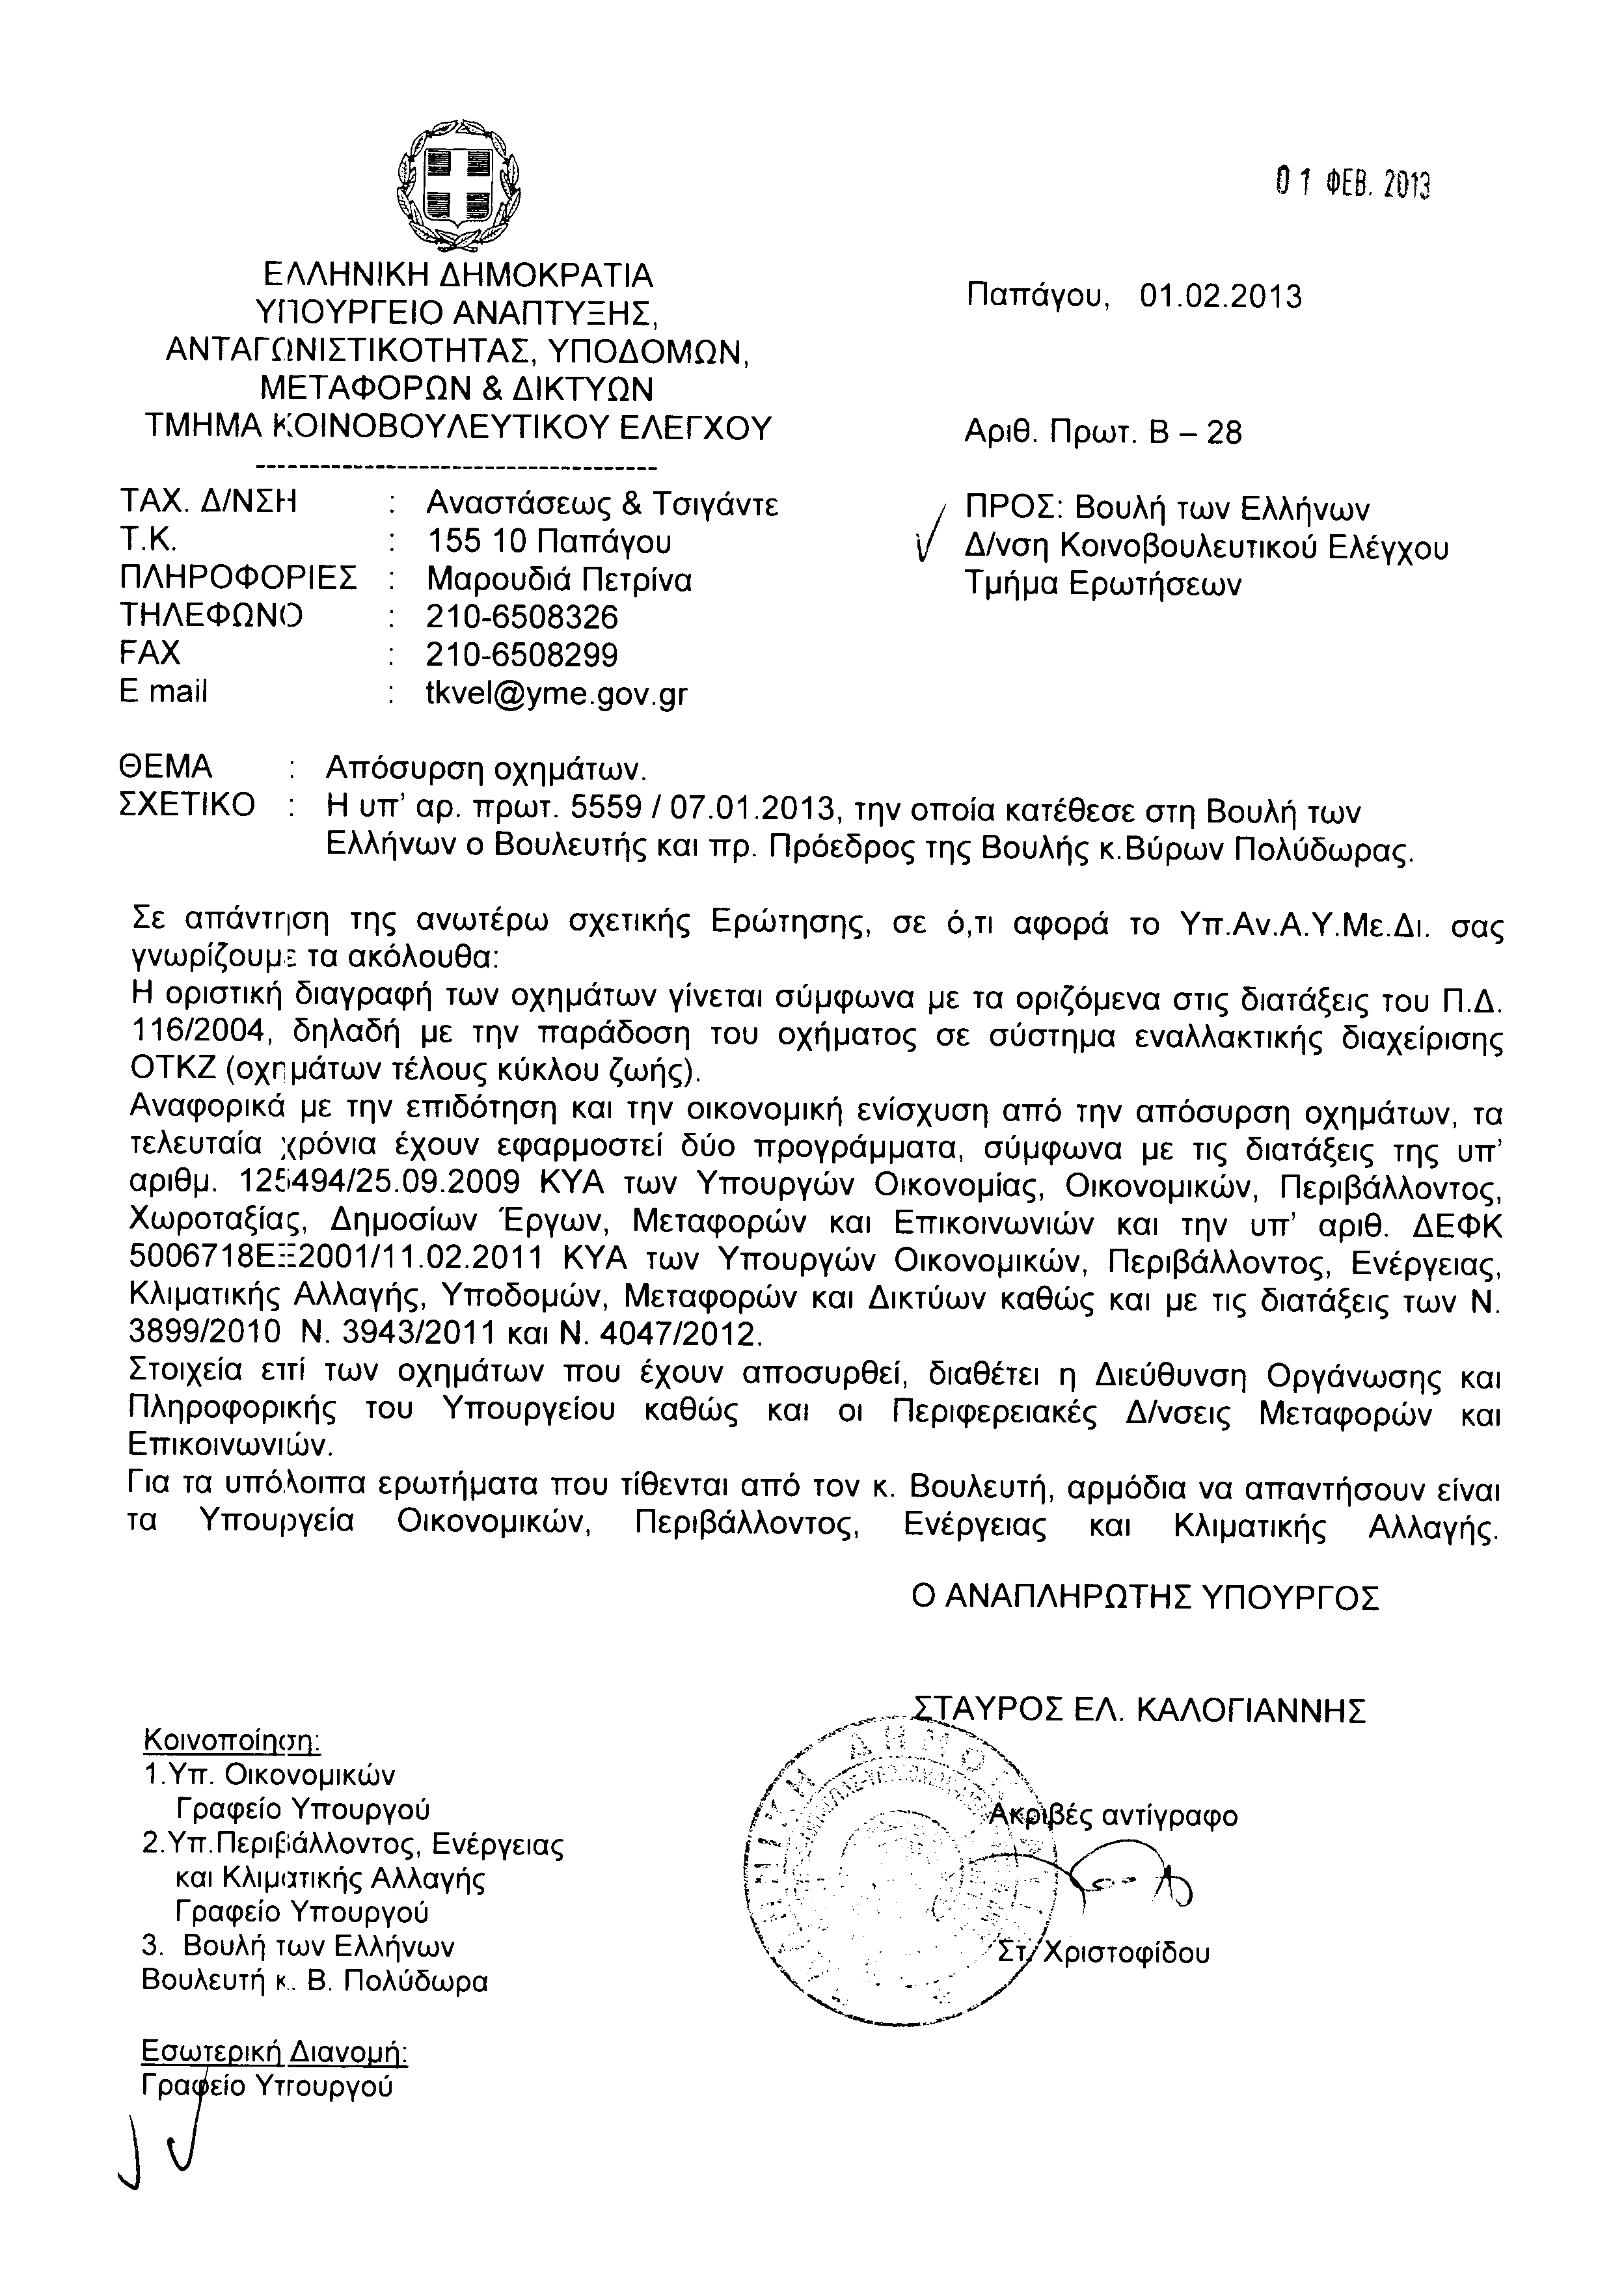 01 ΦΕΒ. 2013
ΕΛΛΗΝΙΚΗ ΔΗΜΟΚΡΑΤΙΑ
ΥΠΟΥΡΓΕΙΟ ΑΝΑΠΤΥΞΗΣ,
ΑΝΤΑΓΩΝΙΣΤΙΚΟΤΗΤΑΣ, ΥΠΟΔΟΜΩΝ,
ΜΕΤΑΦΟΡΩΝ & ΔΙΚΤΥΩΝ
ΤΜΗΜΑ ΚΟΙΝΟΒΟΥΛΕΥΤΙΚΟΥ ΕΛΕΓΧΟΥ
-------------------------------------
Παπάγου, 01.02.2013
Αριθ. Πρωτ. Β – 28
ΤΑΧ. Δ/ΝΣΗ : Αναστάσεως & Τσιγάντε
Τ.Κ. : 155 10 Παπάγου
ΠΛΗΡΟΦΟΡΙΕΣ : Μαρουδιά Πετρίνα
ΤΗΛΕΦΩΝΟ : 210-6508326
FAX : 210-6508299
E mail : tkvel@yme.gov.gr
ΠΡΟΣ: Βουλή των Ελλήνων
Δ/νση Κοινοβουλευτικού Ελέγχου
Τμήμα Ερωτήσεων
ΘΕΜΑ : Απόσυρση οχημάτων.
ΣΧΕΤΙΚΟ : Η υπ’ αρ. πρωτ. 5559 / 07.01.2013, την οποία κατέθεσε στη Βουλή των
Ελλήνων ο Βουλευτής και πρ. Πρόεδρος της Βουλής κ.Βύρων Πολύδωρας.
Σε απάντηση της ανωτέρω σχετικής Ερώτησης, σε ό,τι αφορά το Υπ.Αν.Α.Υ.Με.Δι. σας
γνωρίζουμε τα ακόλουθα:
Η οριστική διαγραφή των οχημάτων γίνεται σύμφωνα με τα οριζόμενα στις διατάξεις του Π.Δ.
116/2004, δηλαδή με την παράδοση του οχήματος σε σύστημα εναλλακτικής διαχείρισης
ΟΤΚΖ (οχημάτων τέλους κύκλου ζωής).
Αναφορικά με την επιδότηση και την οικονομική ενίσχυση από την απόσυρση οχημάτων, τα
τελευταία χρόνια έχουν εφαρμοστεί δύο προγράμματα, σύμφωνα με τις διατάξεις της υπ’
αριθμ. 125494/25.09.2009 ΚΥΑ των Υπουργών Οικονομίας, Οικονομικών, Περιβάλλοντος,
Χωροταξίας, Δημοσίων Έργων, Μεταφορών και Επικοινωνιών και την υπ’ αριθ. ΔΕΦΚ
5006718ΕΞ2001/11.02.2011 ΚΥΑ των Υπουργών Οικονομικών, Περιβάλλοντος, Ενέργειας,
Κλιματικής Αλλαγής, Υποδομών, Μεταφορών και Δικτύων καθώς και με τις διατάξεις των Ν.
3899/2010 Ν. 3943/2011 και Ν. 4047/2012.
Στοιχεία επί των οχημάτων που έχουν αποσυρθεί, διαθέτει η Διεύθυνση Οργάνωσης και
Πληροφορικής του Υπουργείου καθώς και οι Περιφερειακές Δ/νσεις Μεταφορών και
Επικοινωνιών.
Για τα υπόλοιπα ερωτήματα που τίθενται από τον κ. Βουλευτή, αρμόδια να απαντήσουν είναι
τα Υπουργεία Οικονομικών, Περιβάλλοντος, Ενέργειας και Κλιματικής Αλλαγής.
Ο ΑΝΑΠΛΗΡΩΤΗΣ ΥΠΟΥΡΓΟΣ
ΣΤΑΥΡΟΣ ΕΛ. ΚΑΛΟΓΙΑΝΝΗΣ
Ακριβές αντίγραφο
Στ. Χριστοφίδου
Κοινοποίηση:
1.Υπ. Οικονομικών
Γραφείο Υπουργού
2.Υπ.Περιβάλλοντος, Ενέργειας
και Κλιματικής Αλλαγής
Γραφείο Υπουργού
3. Βουλή των Ελλήνων
Βουλευτή κ. Β. Πολύδωρα
Εσωτερική Διανομή:
Γραφείο Υπουργού